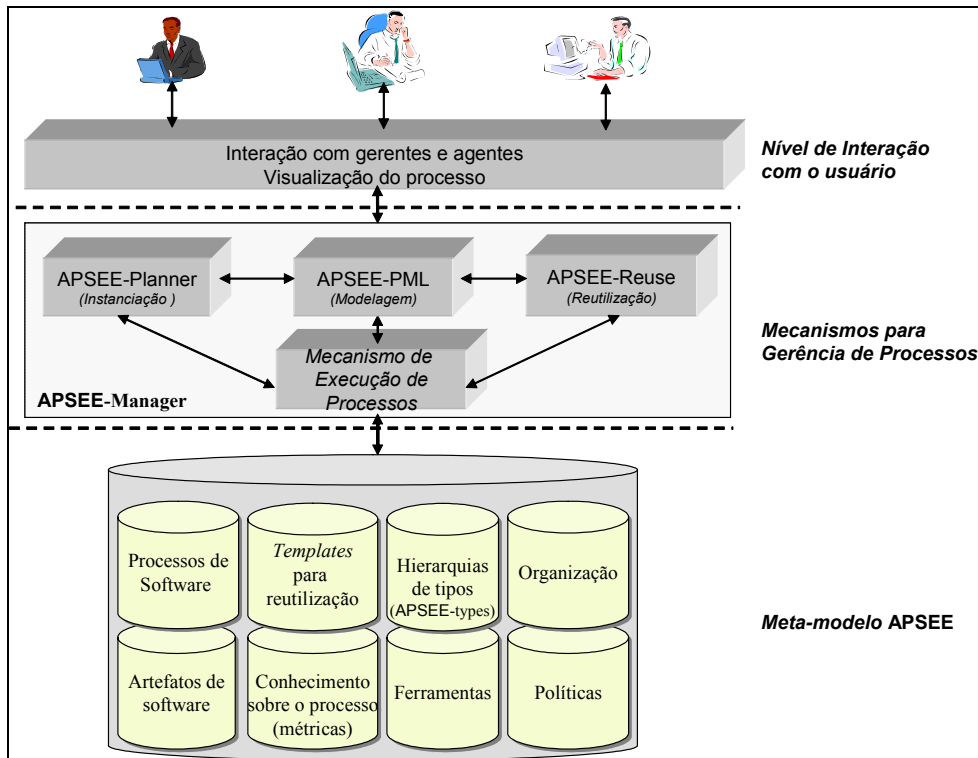 Interação com gerentes e agentes
Visualização do processo
Nível de Interação
com o usuário
APSEE-Planner
(Instanciação )
APSEE-PML
(Modelagem)
APSEE-Reuse
(Reutilização)
Mecanismo de
Execução de
Processos
APSEE-Manager
Mecanismos para
Gerência de Processos
Processos de
Software
Templates
para
reutilização
Hierarquias
de tipos
(APSEE-types)
Organização
Artefatos de
software
Conhecimento
sobre o processo
(métricas)
Ferramentas
Políticas
Meta-modelo APSEE